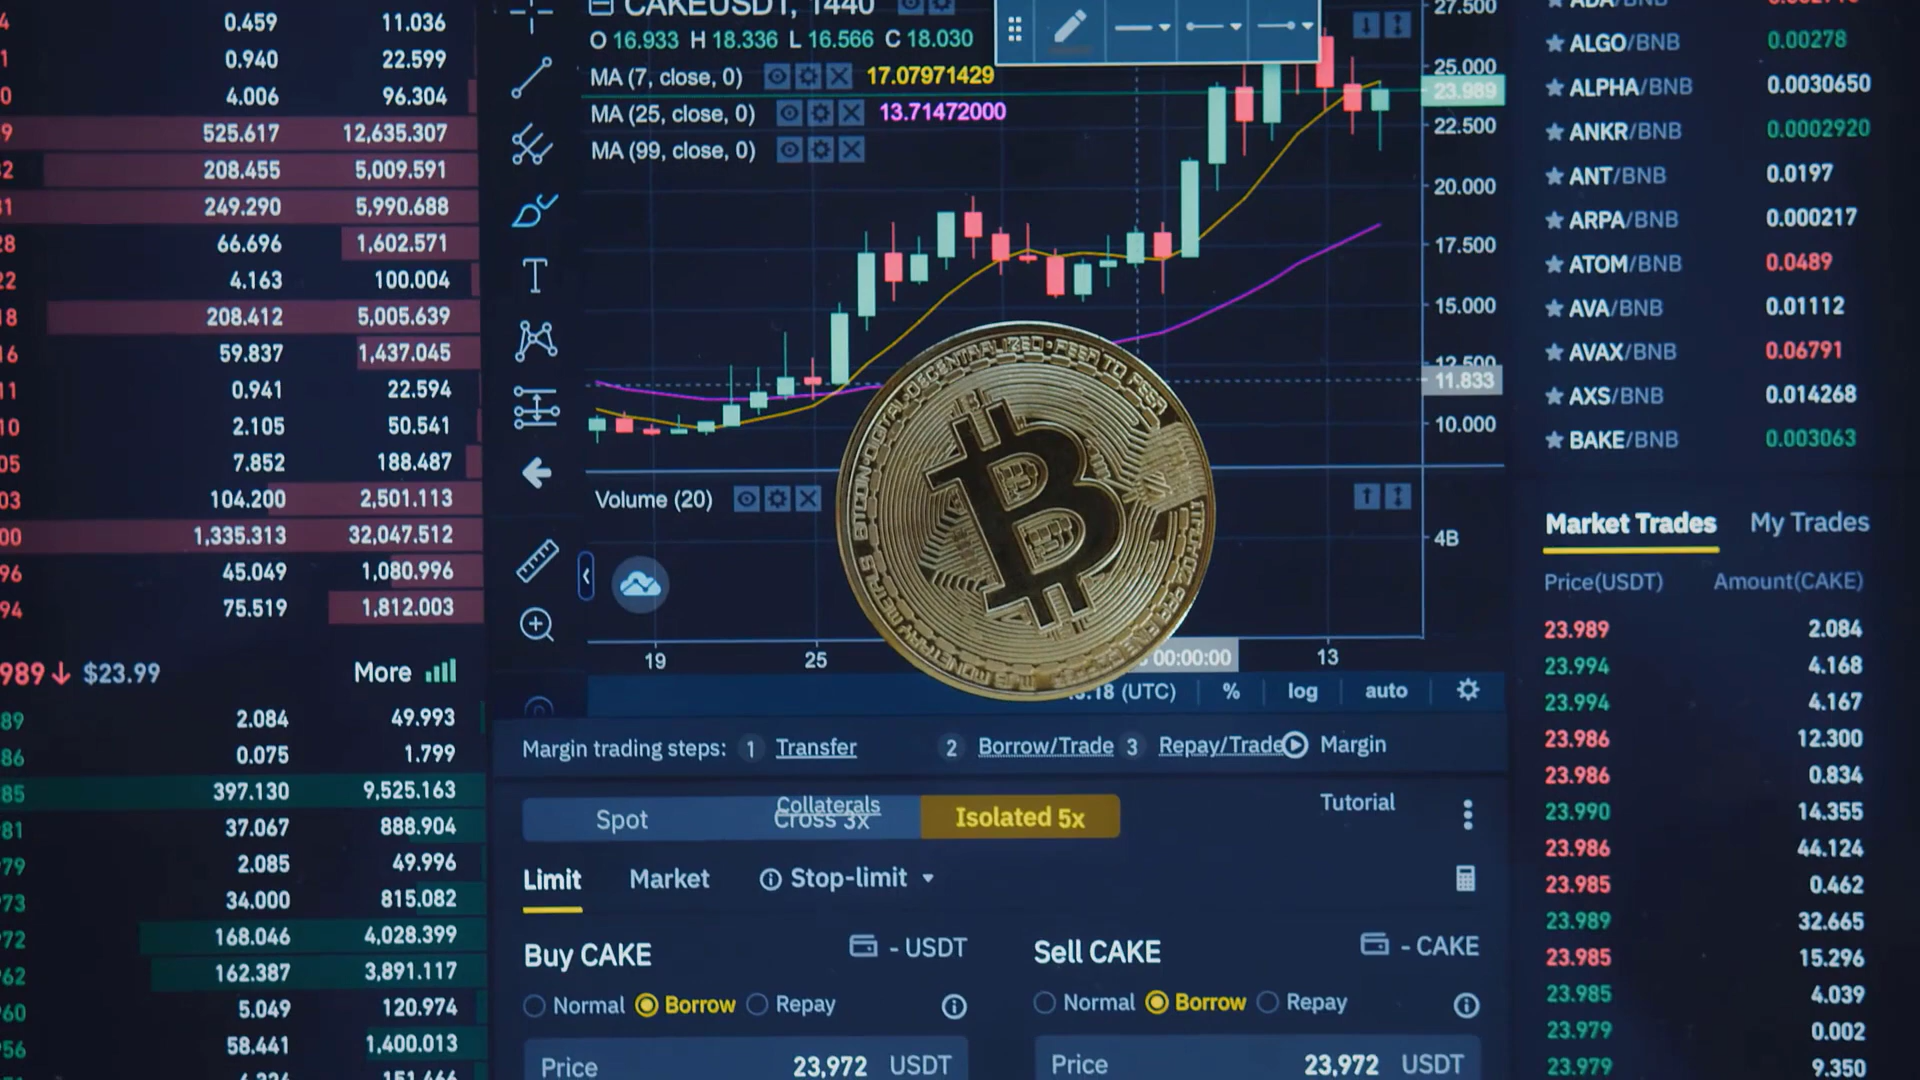 0.459 11.036
0.940 22.599
4.006 96.304
525.617 12,635.307
208.455 5,009.591
249.290 5,990.688
66.696 1,602.571
4.163 100.004
208.412 5,005.639
59.837 1,437.045
0.941 22.594
2.105 50.541
7.852 188.487
104.200 2,501.113
1,335.313 32,047.512
45.049 1,080.996
75.519 1,812.003
989 $23.99 More
2.084 49.993
0.075 1.799
397.130 9,525.163
37.067 888.904
2.085 49.996
34.000 815.082
168.046 4,028.399
162.387 3,891.117
5.049 120.974
58.441 1,400.013
CAKEUSDT, 1440
O 16.933 H 18.336 L 16.566 C 18.030
MA (7, close, 0) 17.07971429
MA (25, close, 0) 13.71472000
MA (99, close, 0)
27.500
25.000
23.989
22.500
20.000
17.500
15.000
12.500
11.833
10.000
Volume (20)
4B
BITCOIN·DIGITAL·DECENTRALIZED·PEER TO PEER
19 25 00:00:00 13
18 (UTC) % log auto
Margin trading steps: 1 Transfer 2 Borrow/Trade 3 Repay/Trade Margin
Collaterals Tutorial
Spot Cross 3x Isolated 5x
Limit Market Stop-limit
Buy CAKE - USDT
Normal Borrow Repay
Price 23,972 USDT
Sell CAKE - CAKE
Normal Borrow Repay
Price 23,972 USDT
ALGO/BNB 0.00278
ALPHA/BNB 0.0030650
ANKR/BNB 0.0002920
ANT/BNB 0.0197
ARPA/BNB 0.000217
ATOM/BNB 0.0489
AVA/BNB 0.01112
AVAX/BNB 0.06791
AXS/BNB 0.014268
BAKE/BNB 0.003063
Market Trades My Trades
Price(USDT) Amount(CAKE)
23.989 2.084
23.994 4.168
23.994 4.167
23.986 12.300
23.986 0.834
23.990 14.355
23.986 44.124
23.985 0.462
23.989 32.665
23.985 15.296
23.985 4.039
23.979 0.002
23.979 9.350